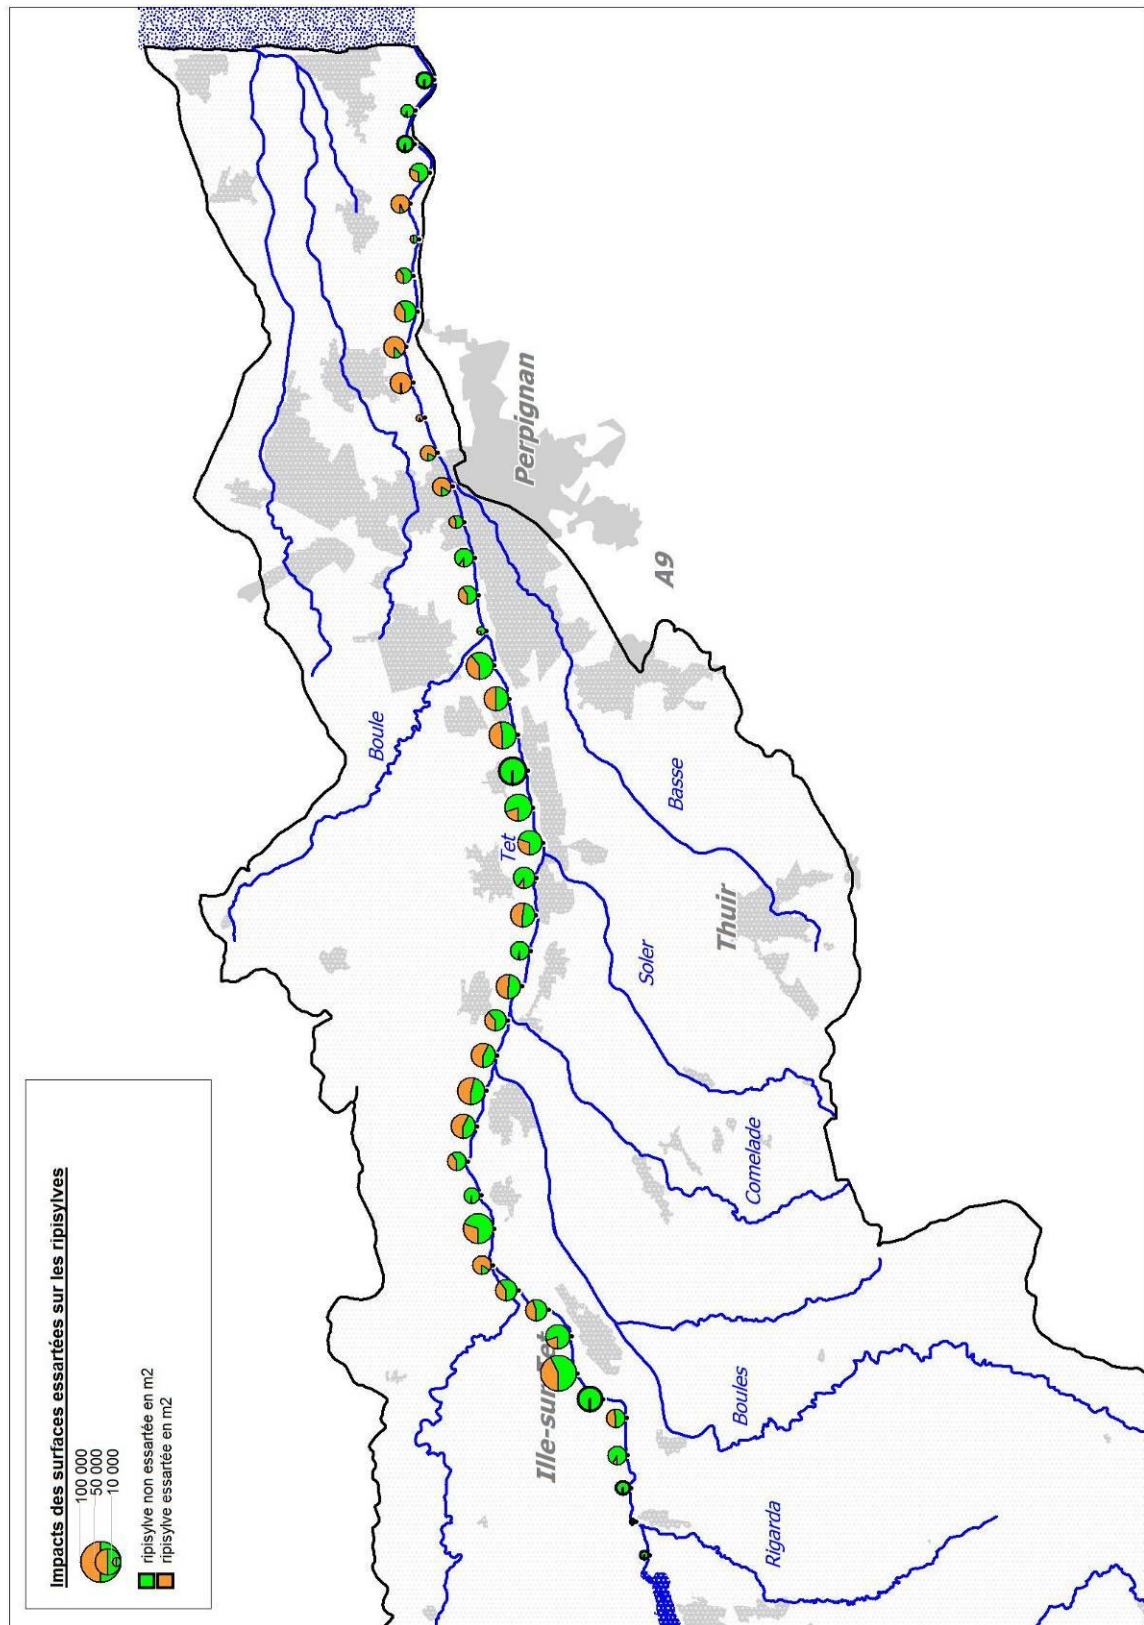 Impacts des surfaces essartées sur les ripisylves
100 000
50 000
10 000
ripisylve non essartée en m2
ripisylve essartée en m2
Rigarda
Ille-sur-Tet
Boules
Comelade
Soler
Thuir
Tet
Basse
Boule
A9
Perpignan